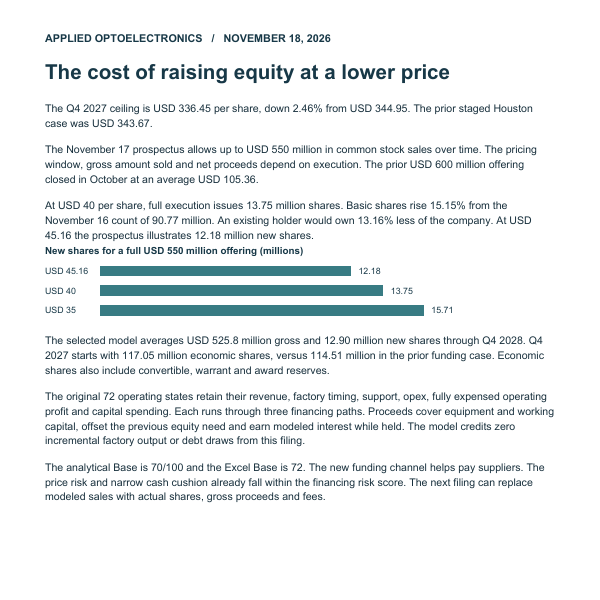 APPLIED OPTOELECTRONICS / NOVEMBER 18, 2026
The cost of raising equity at a lower price
The Q4 2027 ceiling is USD 336.45 per share, down 2.46% from USD 344.95. The prior staged Houston
case was USD 343.67.
The November 17 prospectus allows up to USD 550 million in common stock sales over time. The pricing
window, gross amount sold and net proceeds depend on execution. The prior USD 600 million offering
closed in October at an average USD 105.36.
At USD 40 per share, full execution issues 13.75 million shares. Basic shares rise 15.15% from the
November 16 count of 90.77 million. An existing holder would own 13.16% less of the company. At USD
45.16 the prospectus illustrates 12.18 million new shares.
New shares for a full USD 550 million offering (millions)
USD 45.16 12.18
USD 40 13.75
USD 35 15.71
The selected model averages USD 525.8 million gross and 12.90 million new shares through Q4 2028. Q4
2027 starts with 117.05 million economic shares, versus 114.51 million in the prior funding case. Economic
shares also include convertible, warrant and award reserves.
The original 72 operating states retain their revenue, factory timing, support, opex, fully expensed operating
profit and capital spending. Each runs through three financing paths. Proceeds cover equipment and working
capital, offset the previous equity need and earn modeled interest while held. The model credits zero
incremental factory output or debt draws from this filing.
The analytical Base is 70/100 and the Excel Base is 72. The new funding channel helps pay suppliers. The
price risk and narrow cash cushion already fall within the financing risk score. The next filing can replace
modeled sales with actual shares, gross proceeds and fees.